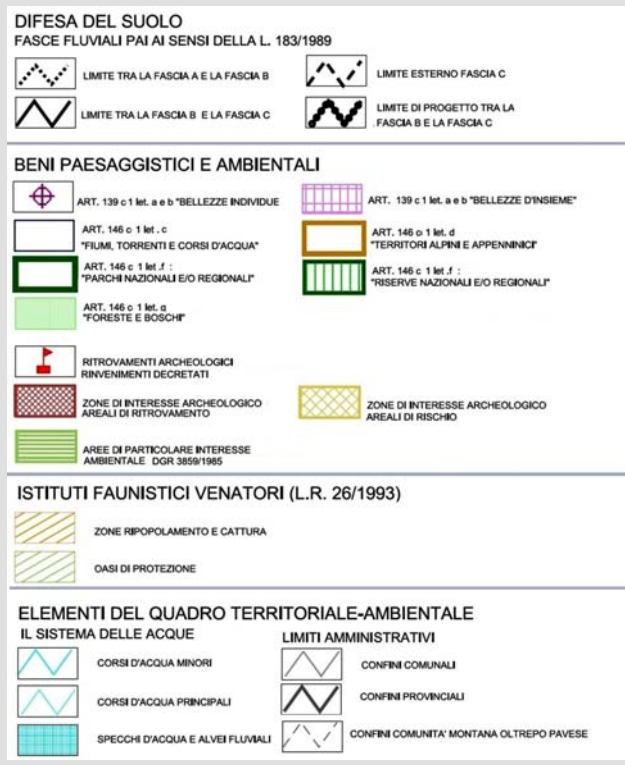 DIFESA DEL SUOLO
FASCE FLUVIALI PAI AI SENSI DELLA L. 183/1989
LIMITE TRA LA FASCIA A E LA FASCIA B
LIMITE ESTERNO FASCIA C
LIMITE TRA LA FASCIA B E LA FASCIA C
LIMITE DI PROGETTO TRA LA
FASCIA B E LA FASCIA C
BENI PAESAGGISTICI E AMBIENTALI
ART. 139 c 1 let. a e b "BELLEZZE INDIVIDUE
ART. 139 c 1 let. a e b "BELLEZZE D'INSIEME"
ART. 146 c 1 let. c
"FIUMI, TORRENTI E CORSI D'ACQUA"
ART. 146 c 1 let. d
"TERRITORI ALPINI E APPENNINICI"
ART. 146 c 1 let .f :
"PARCHI NAZIONALI E/O REGIONALI"
ART. 146 c 1 let .f :
"RISERVE NAZIONALI E/O REGIONALI"
ART. 146 c 1 let. g
"FORESTE E BOSCHI"
RITROVAMENTI ARCHEOLOGICI
RINVENIMENTI DECRETATI
ZONE DI INTERESSE ARCHEOLOGICO
AREALI DI RITROVAMENTO
ZONE DI INTERESSE ARCHEOLOGICO
AREALI DI RISCHIO
AREE DI PARTICOLARE INTERESSE
AMBIENTALE DGR 3859/1985
ISTITUTI FAUNISTICI VENATORI (L.R. 26/1993)
ZONE RIPOPOLAMENTO E CATTURA
OASI DI PROTEZIONE
ELEMENTI DEL QUADRO TERRITORIALE-AMBIENTALE
IL SISTEMA DELLE ACQUE
LIMITI AMMINISTRATIVI
CORSI D'ACQUA MINORI
CONFINI COMUNALI
CORSI D'ACQUA PRINCIPALI
CONFINI PROVINCIALI
SPECCHI D'ACQUA E ALVEI FLUVIALI
CONFINI COMUNITA' MONTANA OLTREPO PAVESE